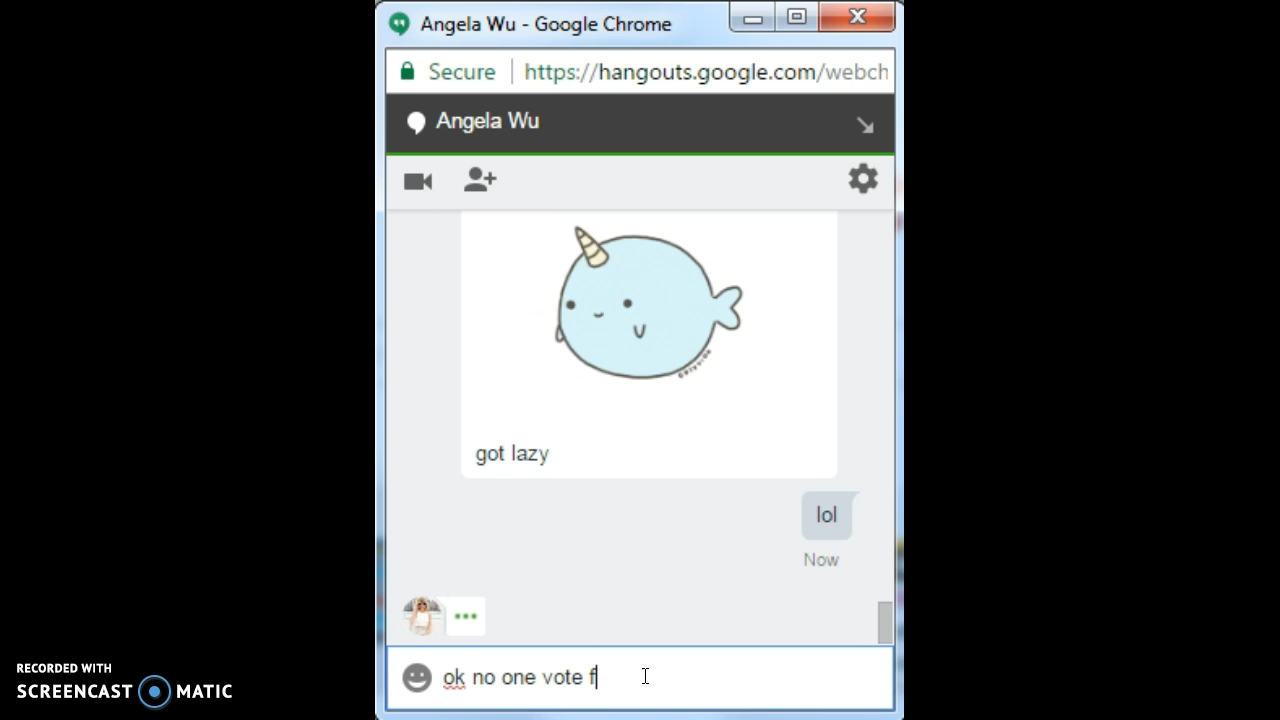 Angela Wu - Google Chrome
Secure
https://hangouts.google.com/webch
Angela Wu
got lazy
lol
Now
ok no one vote f
RECORDED WITH
SCREENCAST MATIC